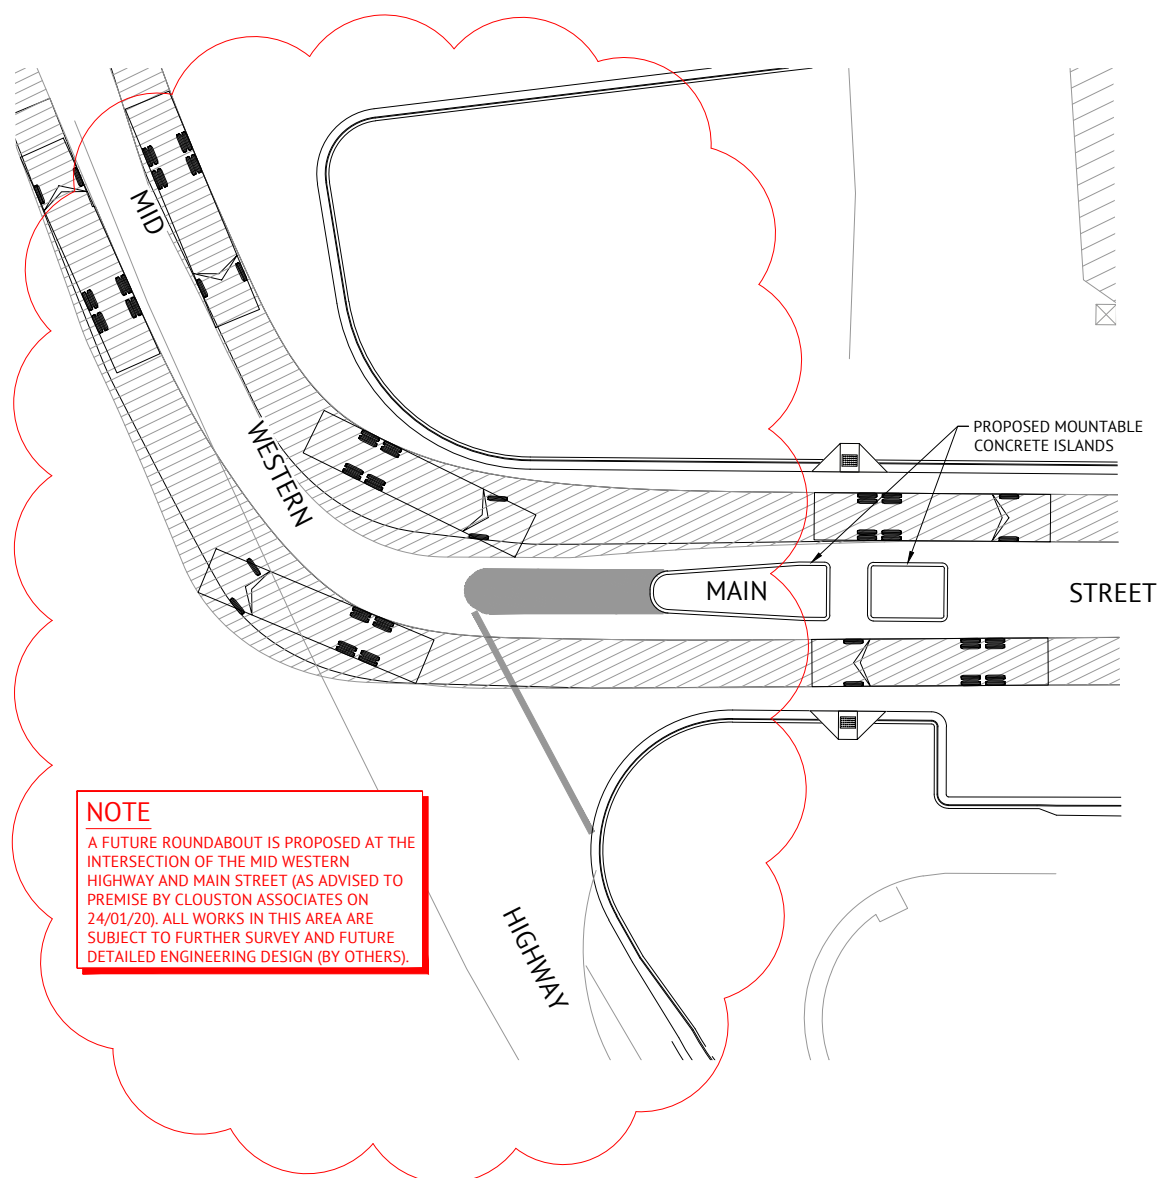 MID
WESTERN
HIGHWAY
PROPOSED MOUNTABLE
CONCRETE ISLANDS
MAIN
STREET
NOTE
A FUTURE ROUNDABOUT IS PROPOSED AT THE
INTERSECTION OF THE MID WESTERN
HIGHWAY AND MAIN STREET (AS ADVISED TO
PREMISE BY CLOUSTON ASSOCIATES ON
24/01/20). ALL WORKS IN THIS AREA ARE
SUBJECT TO FURTHER SURVEY AND FUTURE
DETAILED ENGINEERING DESIGN (BY OTHERS).